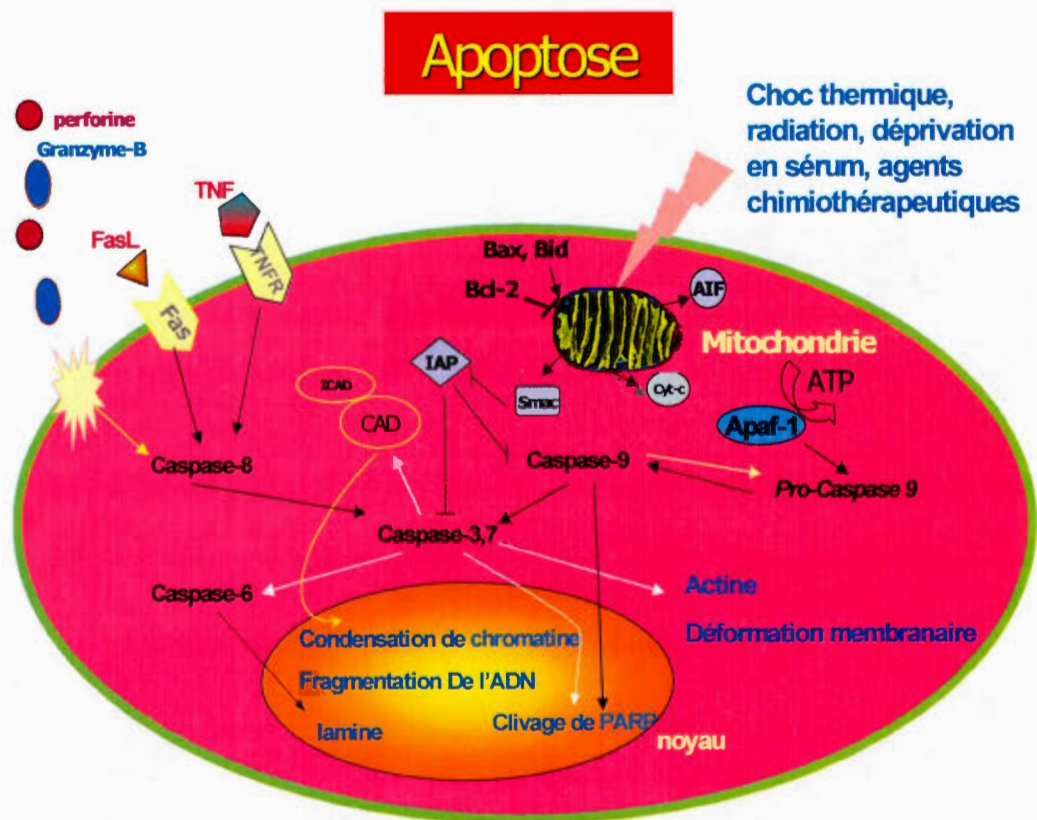 Apoptose
Choc thermique,
radiation, déprivation
en sérum, agents
chimiothérapeutiques
perforine
Granzyme-B
TNF
FasL
TNFR
Fas
Bax, Bid
Bcl-2
AIF
Mitochondrie
IAP
Smac
Cyt-c
ATP
Apaf-1
ICAD
CAD
Caspase-8
Caspase-9
Pro-Caspase 9
Caspase-3,7
Caspase-6
Actine
Déformation membranaire
Condensation de chromatine
Fragmentation De l'ADN
lamine
Clivage de PARP
noyau